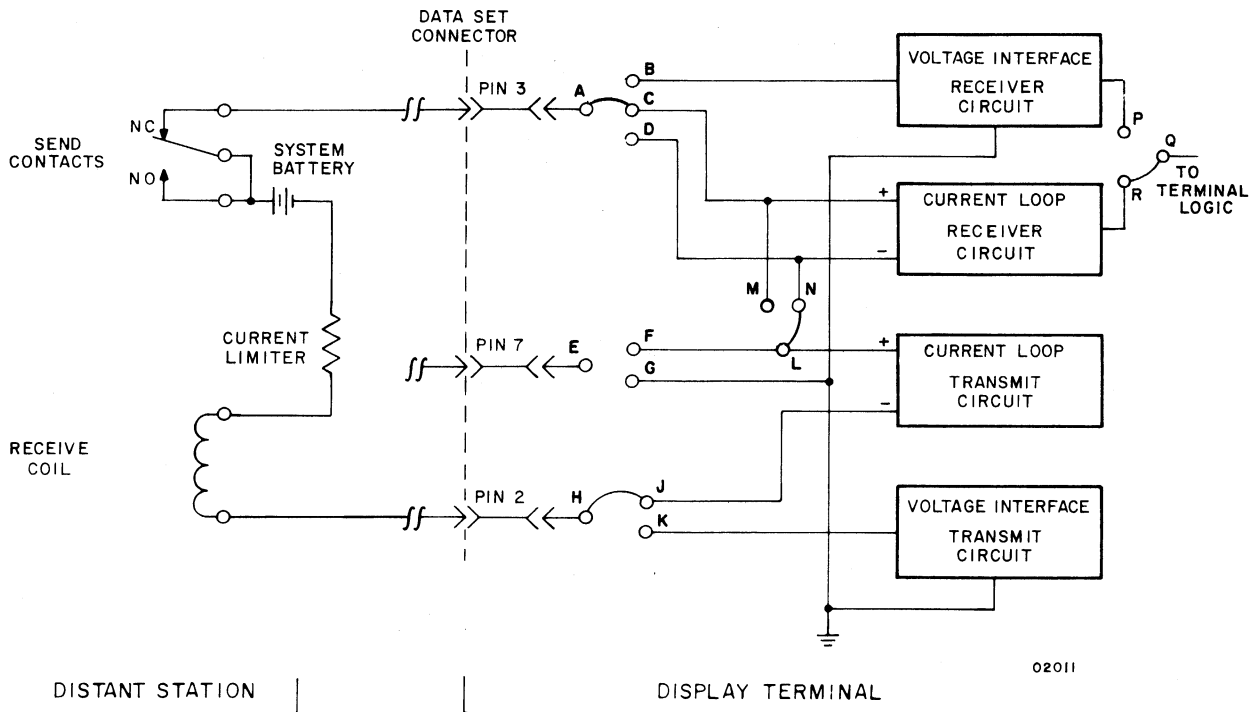 DATA SET
CONNECTOR
VOLTAGE INTERFACE
RECEIVER
CIRCUIT
B
PIN 3
A
C
D
P
Q
R
TO
TERMINAL
LOGIC
NC
SEND
CONTACTS
NO
SYSTEM
BATTERY
+
CURRENT LOOP
RECEIVER
CIRCUIT
−
M
N
CURRENT
LIMITER
PIN 7
E
F
L
G
+
CURRENT LOOP
TRANSMIT
CIRCUIT
−
RECEIVE
COIL
PIN 2
H
J
K
VOLTAGE INTERFACE
TRANSMIT
CIRCUIT
02011
DISTANT STATION
DISPLAY TERMINAL